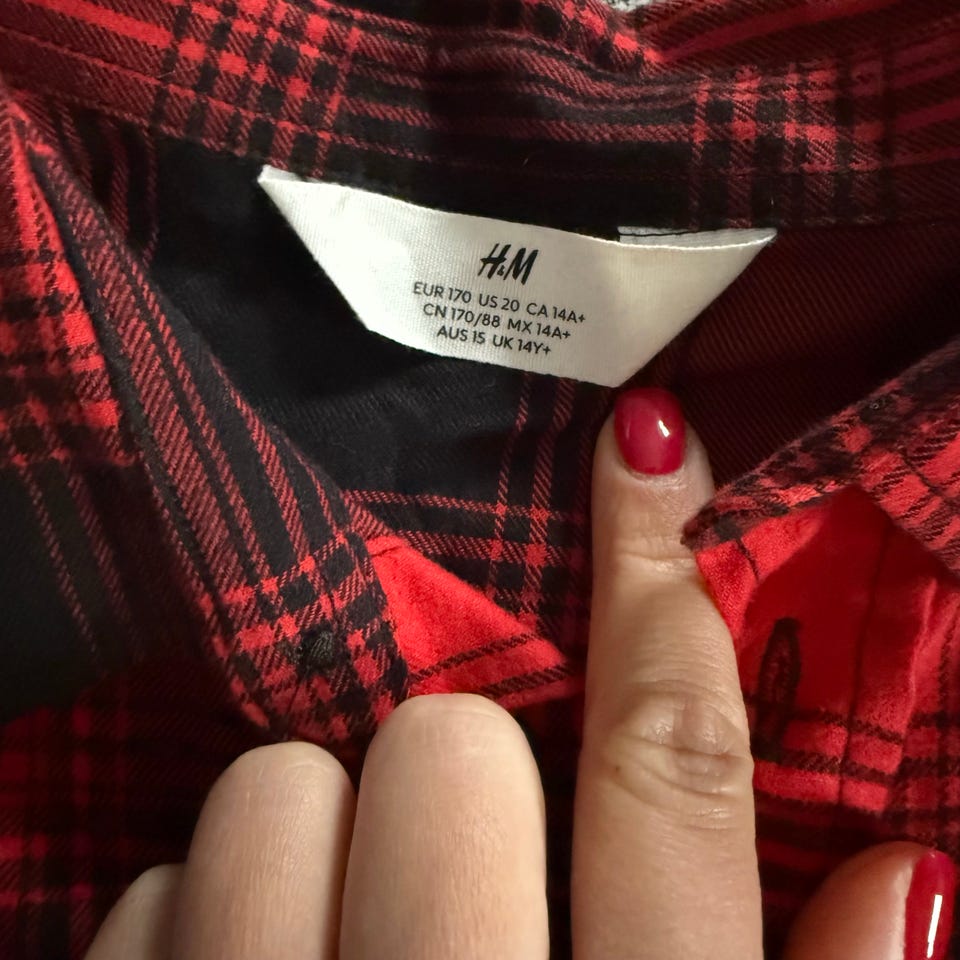 H&M
EUR 170 US 20 CA 14A+
CN 170/88 MX 14A+
AUS 15 UK 14Y+